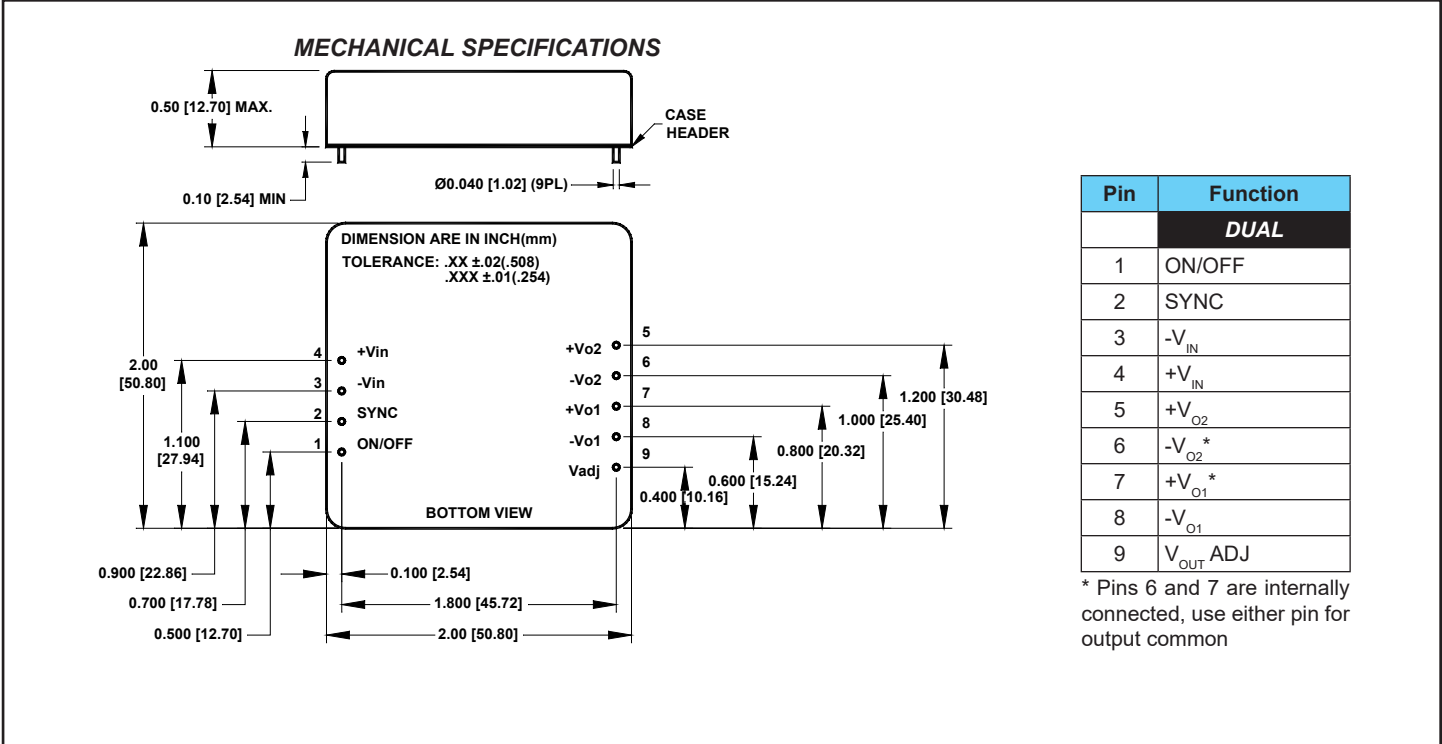 MECHANICAL SPECIFICATIONS
0.50 [12.70] MAX.
CASE
HEADER
Ø0.040 [1.02] (9PL)
0.10 [2.54] MIN
DIMENSION ARE IN INCH(mm)
TOLERANCE: .XX ±.02(.508)
.XXX ±.01(.254)
2.00
[50.80]
4 +Vin
3 -Vin
2 SYNC
1 ON/OFF
1.100
[27.94]
5
+Vo2
6
-Vo2
7
+Vo1
8
-Vo1
9
Vadj
1.200 [30.48]
1.000 [25.40]
0.800 [20.32]
0.600 [15.24]
0.400 [10.16]
BOTTOM VIEW
0.900 [22.86]
0.100 [2.54]
0.700 [17.78]
1.800 [45.72]
0.500 [12.70]
2.00 [50.80]
Pin Function
DUAL
1 ON/OFF
2 SYNC
3 -VIN
4 +VIN
5 +VO2
6 -VO2*
7 +VO1*
8 -VO1
9 VOUT ADJ
* Pins 6 and 7 are internally
connected, use either pin for
output common